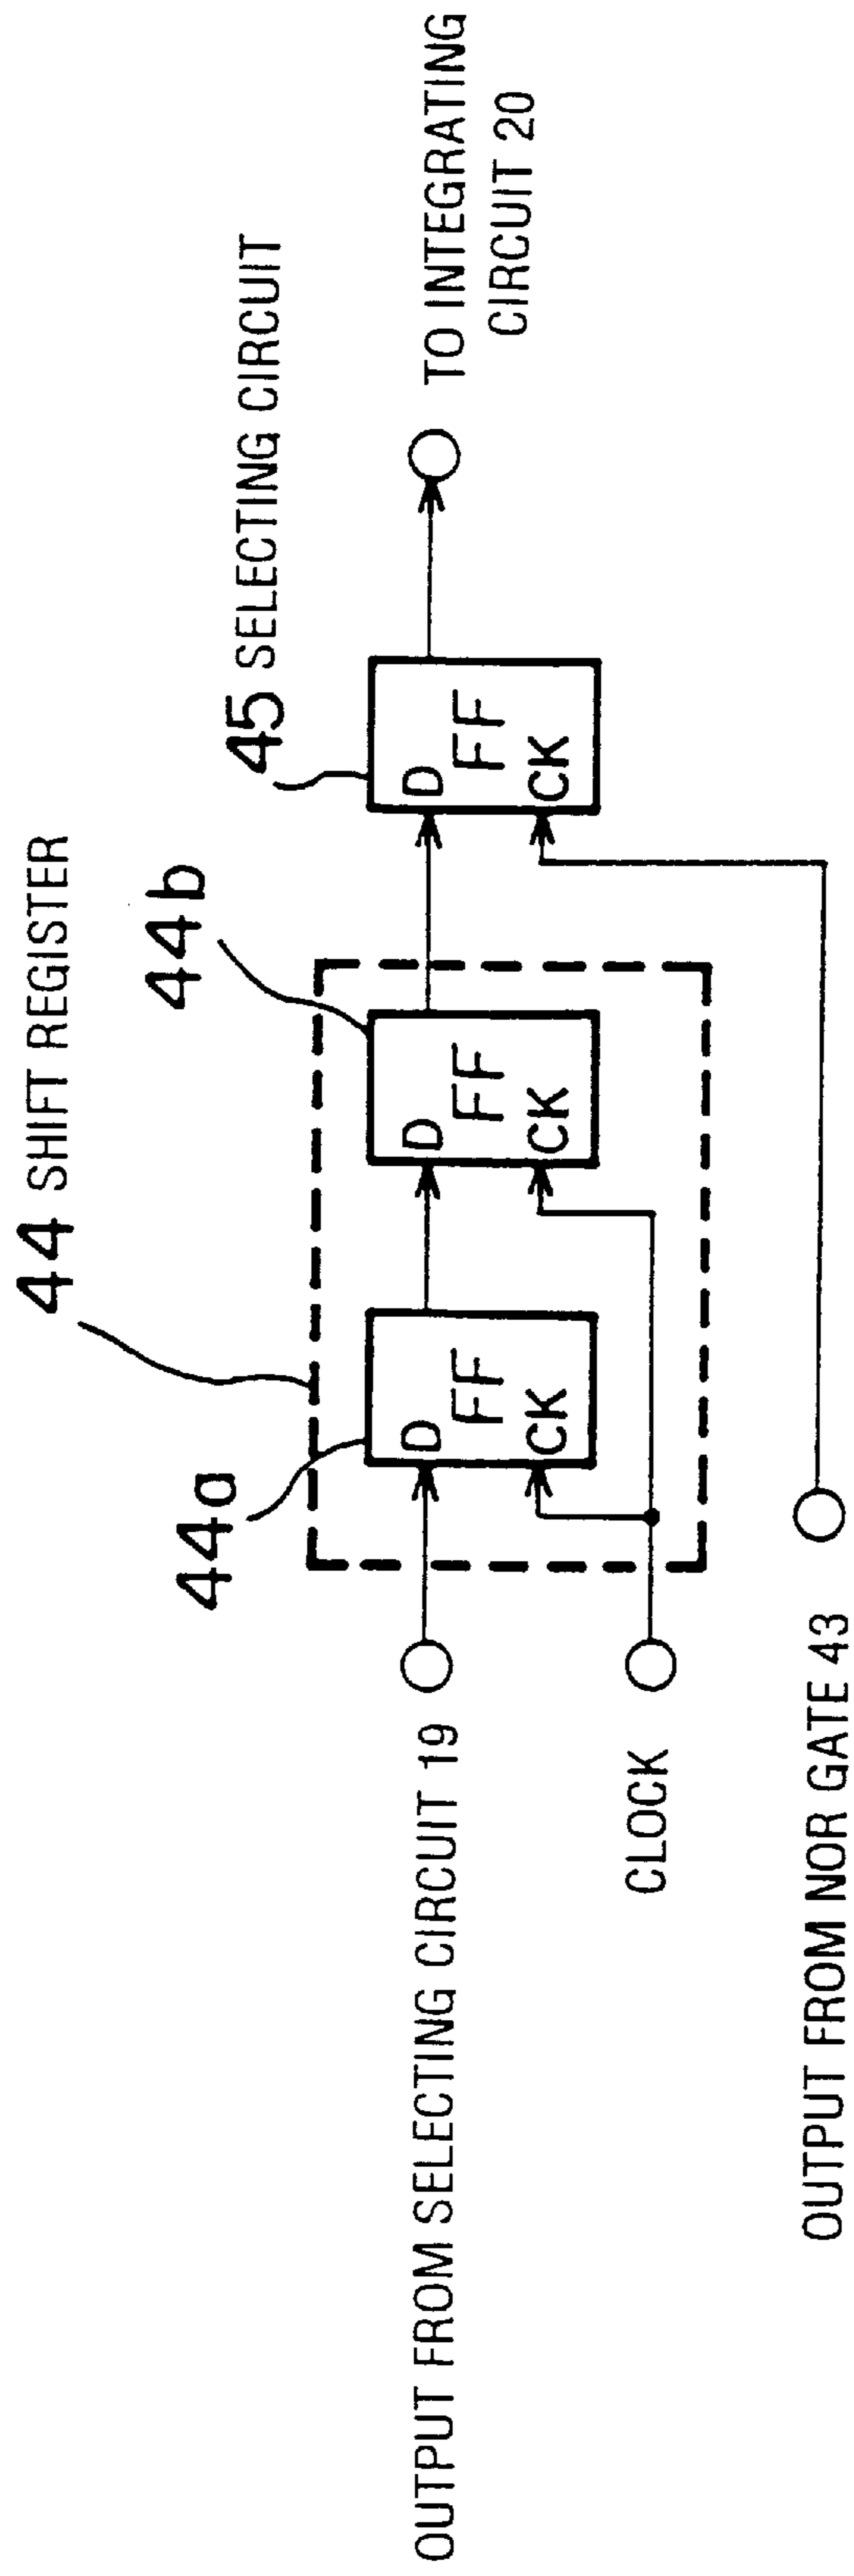 44 SHIFT REGISTER
44a
44b
45 SELECTING CIRCUIT
OUTPUT FROM SELECTING CIRCUIT 19
D
FF
CK
D
FF
CK
D
FF
CK
TO INTEGRATING
CIRCUIT 20
CLOCK
OUTPUT FROM NOR GATE 43